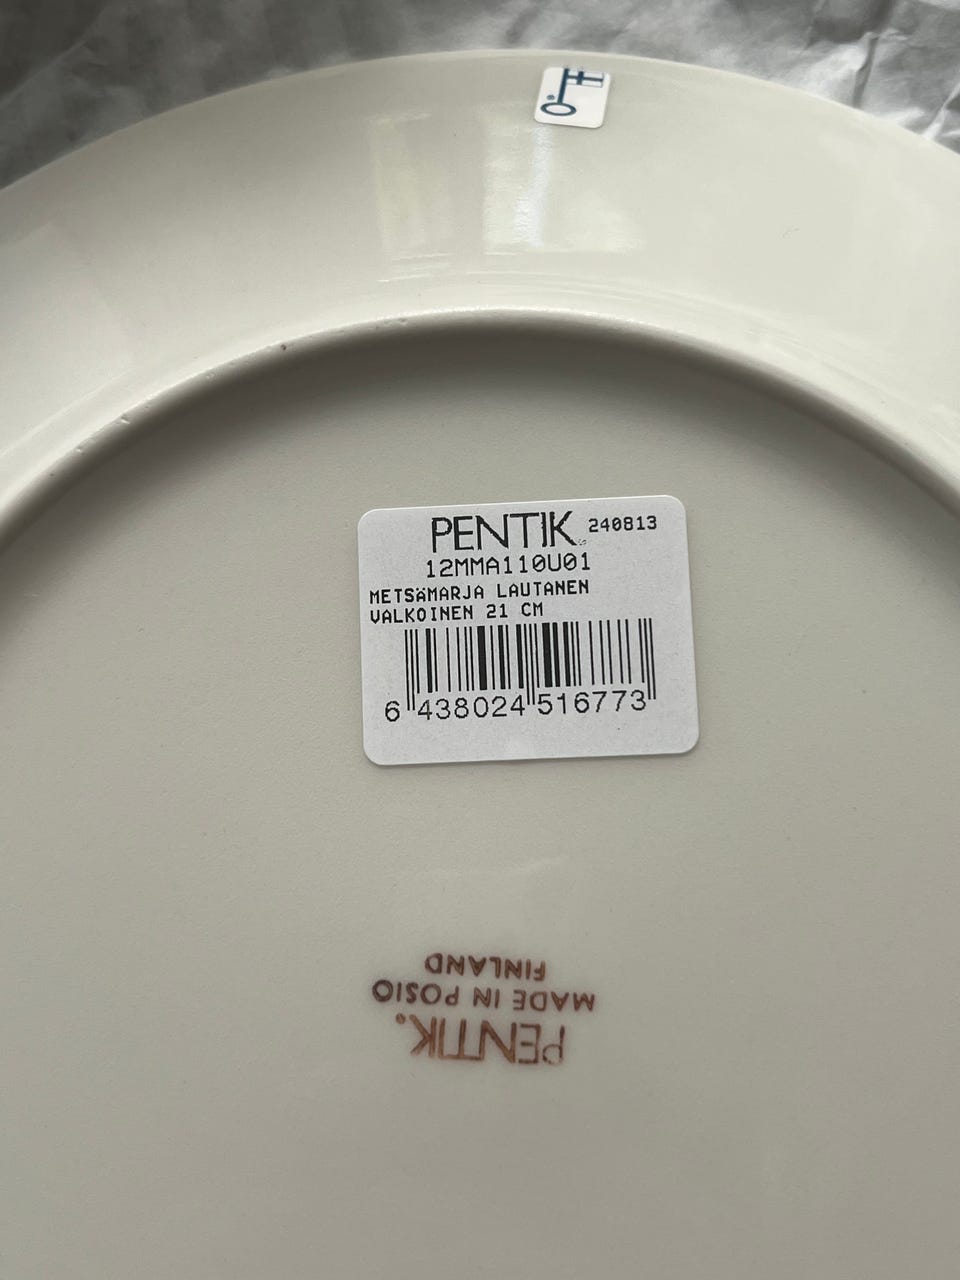 PENTIK® 240813
12MMA110U01
METSÄMARJA LAUTANEN
VALKOINEN 21 CM
6 438024 516773
PENTIK®
MADE IN POSIO
FINLAND